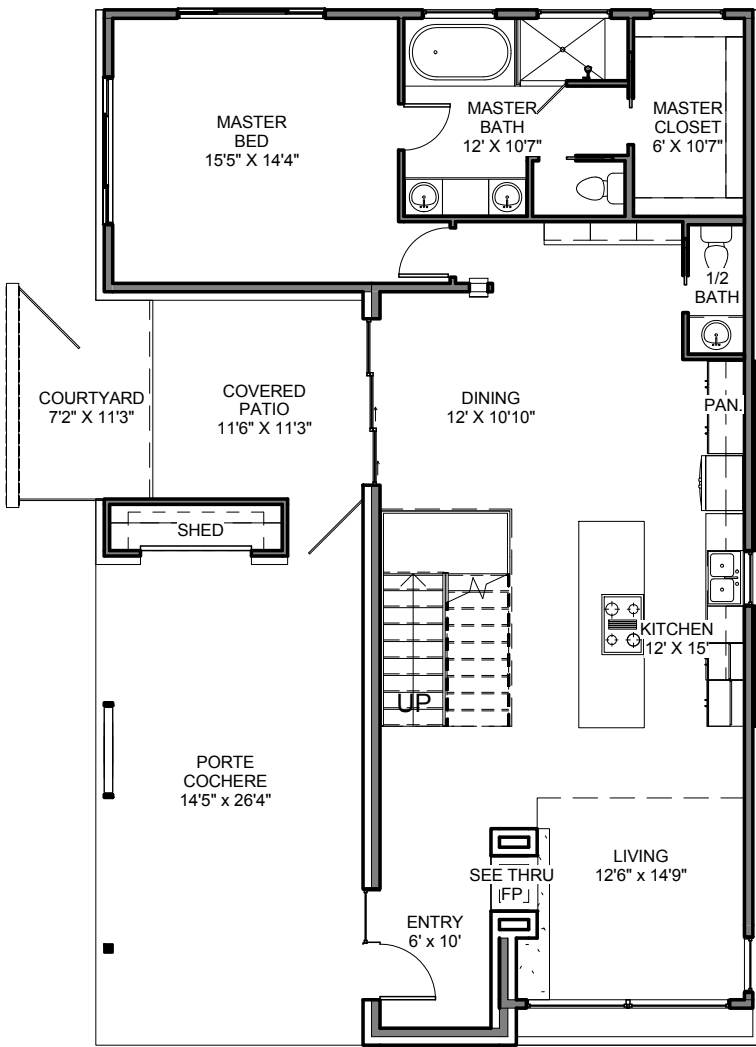 MASTER
BED
15'5" X 14'4"
MASTER
BATH
12' X 10'7"
MASTER
CLOSET
6' X 10'7"
1/2
BATH
COURTYARD
7'2" X 11'3"
COVERED
PATIO
11'6" X 11'3"
DINING
12' X 10'10"
PAN.
SHED
KITCHEN
12' X 15'
UP
PORTE
COCHERE
14'5" x 26'4"
SEE THRU
FP
LIVING
12'6" x 14'9"
ENTRY
6' x 10'